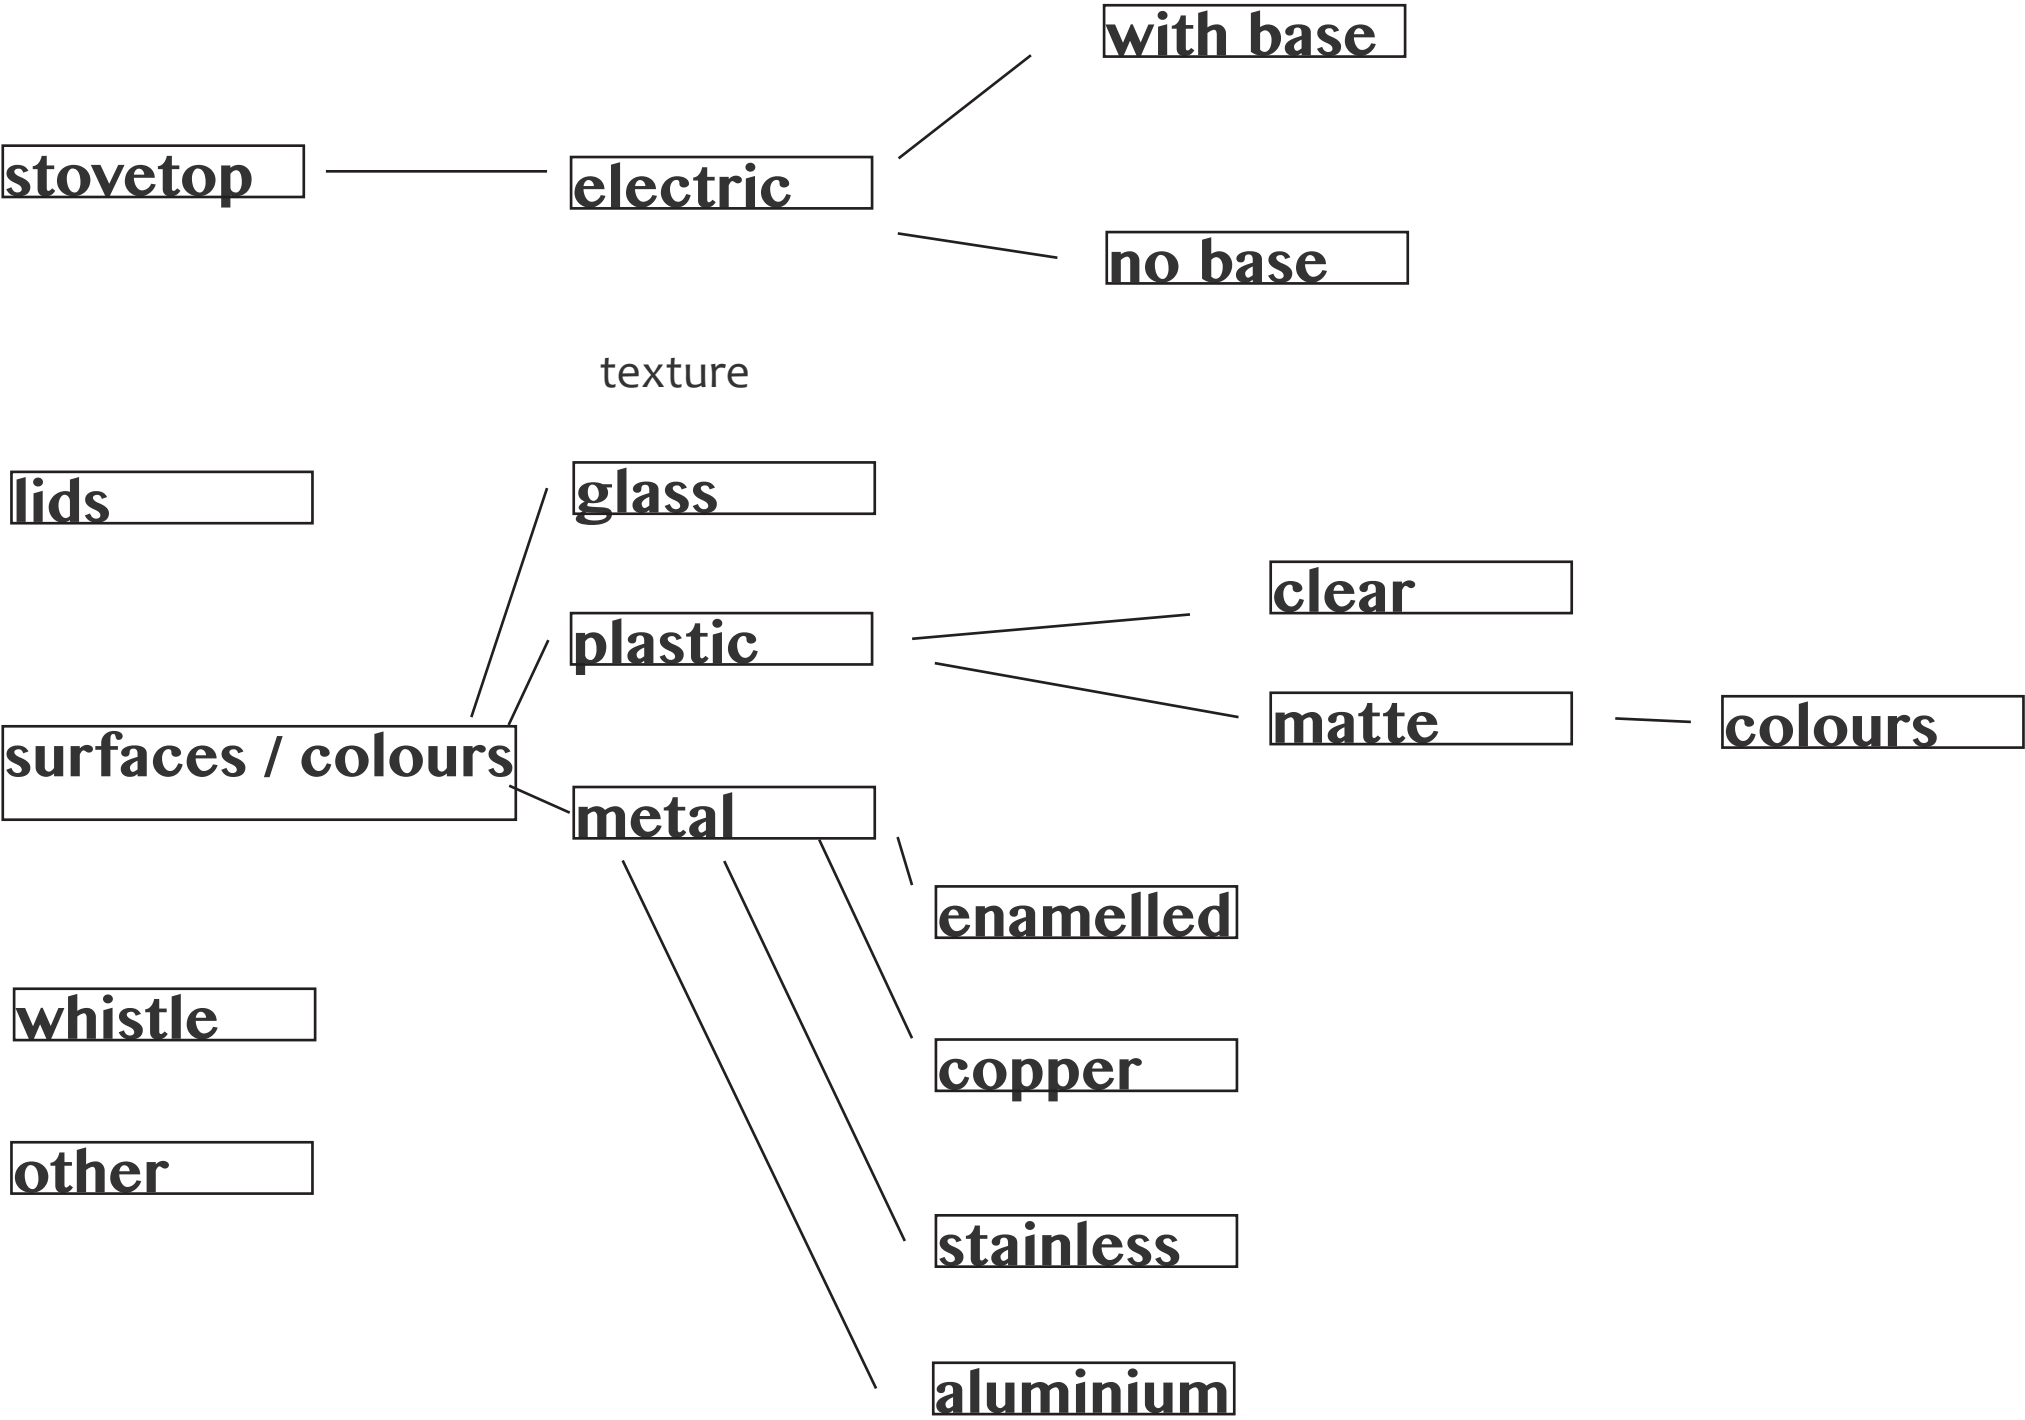 with base
stovetop
electric
no base
texture
glass
lids
clear
plastic
matte
colours
surfaces / colours
metal
enamelled
whistle
copper
other
stainless
aluminium